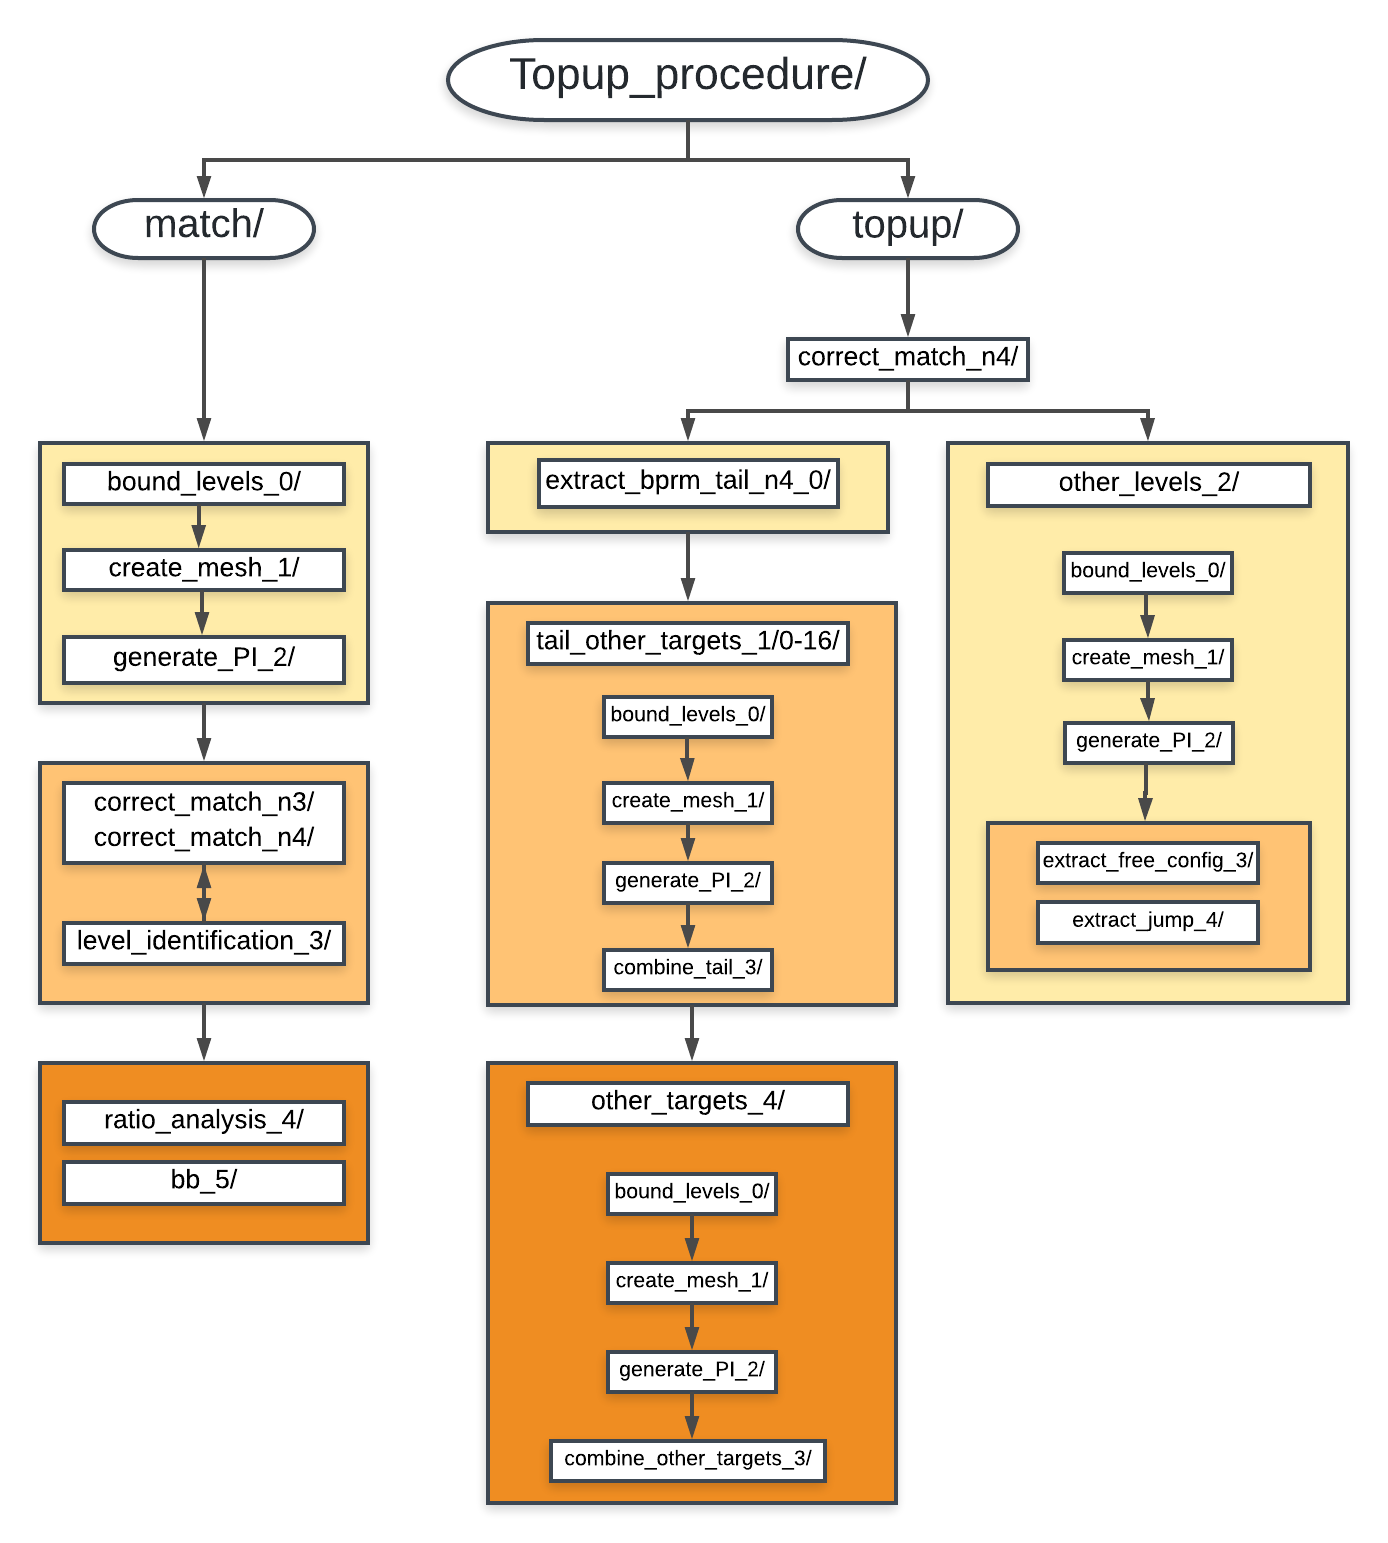 Topup_procedure/
match/
topup/
correct_match_n4/
bound_levels_0/
create_mesh_1/
generate_PI_2/
correct_match_n3/
correct_match_n4/
level_identification_3/
ratio_analysis_4/
bb_5/
extract_bprm_tail_n4_0/
tail_other_targets_1/0-16/
bound_levels_0/
create_mesh_1/
generate_PI_2/
combine_tail_3/
other_targets_4/
bound_levels_0/
create_mesh_1/
generate_PI_2/
combine_other_targets_3/
other_levels_2/
bound_levels_0/
create_mesh_1/
generate_PI_2/
extract_free_config_3/
extract_jump_4/